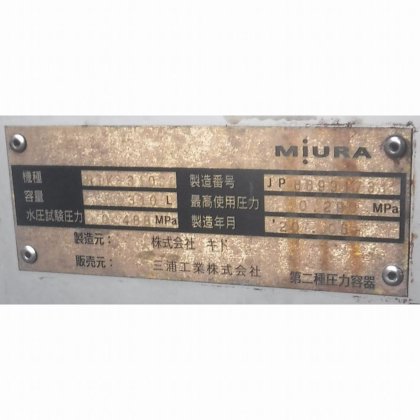 MIURA
機種 製造番号 JP
容量 L 最高使用圧力 MPa
水圧試験圧力 MPa 製造年月
製造元： 株式会社 キド
販売元： 三浦工業株式会社 第二種圧力容器